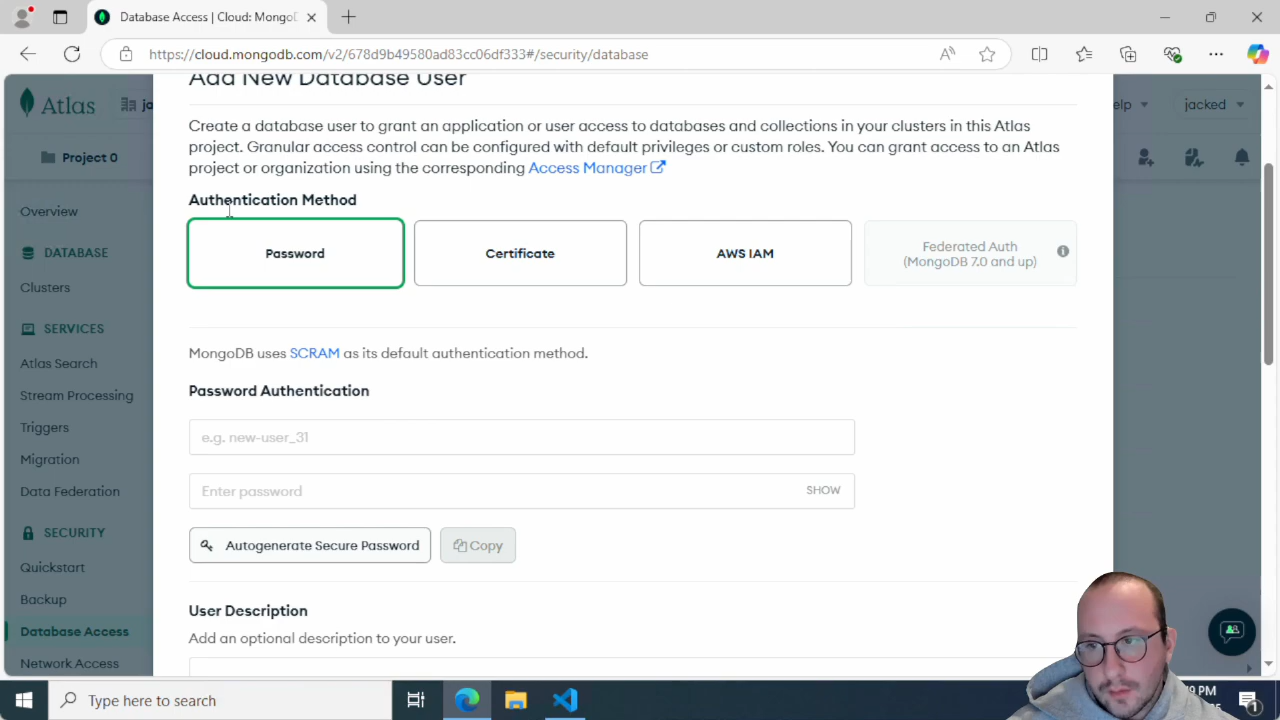 Database Access | Cloud: MongoD
https://cloud.mongodb.com/v2/678d9b49580ad83cc06df333#/security/database
Atlas
ja
elp
jacked
Project 0
Overview
DATABASE
Clusters
SERVICES
Atlas Search
Stream Processing
Triggers
Migration
Data Federation
SECURITY
Quickstart
Backup
Database Access
Network Access
Add New Database User
Create a database user to grant an application or user access to databases and collections in your clusters in this Atlas
project. Granular access control can be configured with default privileges or custom roles. You can grant access to an Atlas
project or organization using the corresponding Access Manager
Authentication Method
Password
Certificate
AWS IAM
Federated Auth
(MongoDB 7.0 and up)
MongoDB uses SCRAM as its default authentication method.
Password Authentication
e.g. new-user_31
Enter password
SHOW
Autogenerate Secure Password
Copy
User Description
Add an optional description to your user.
Type here to search
9 PM
1